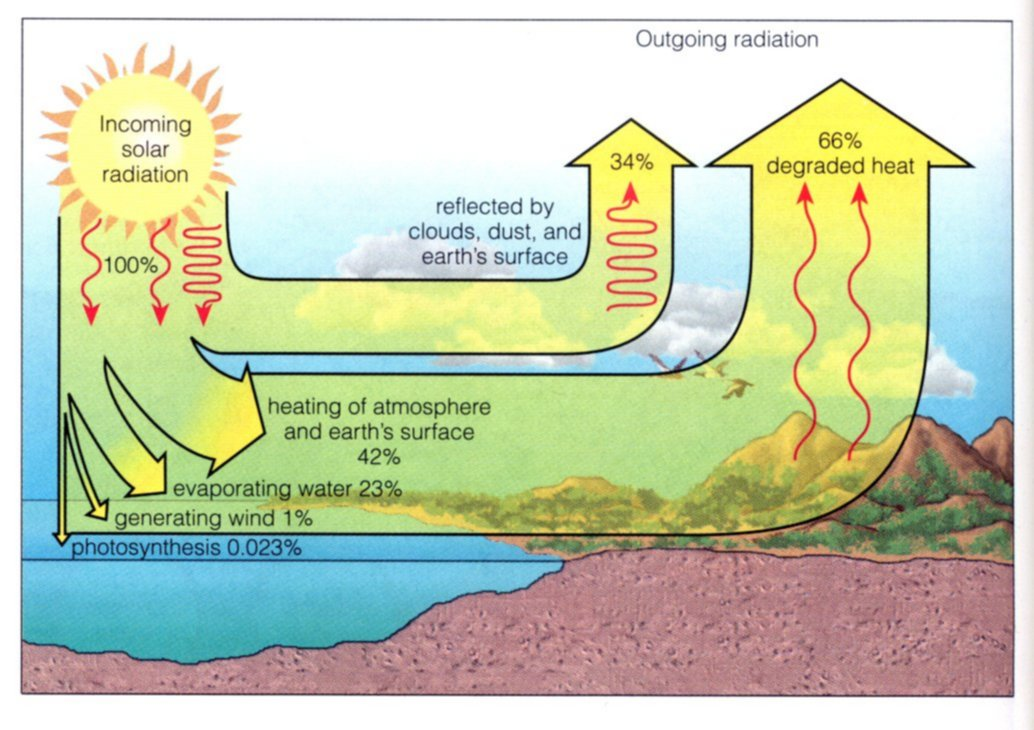 Outgoing radiation
Incoming
solar
radiation
100%
34%
66%
degraded heat
reflected by
clouds, dust, and
earth's surface
heating of atmosphere
and earth's surface
42%
evaporating water 23%
generating wind 1%
photosynthesis 0.023%